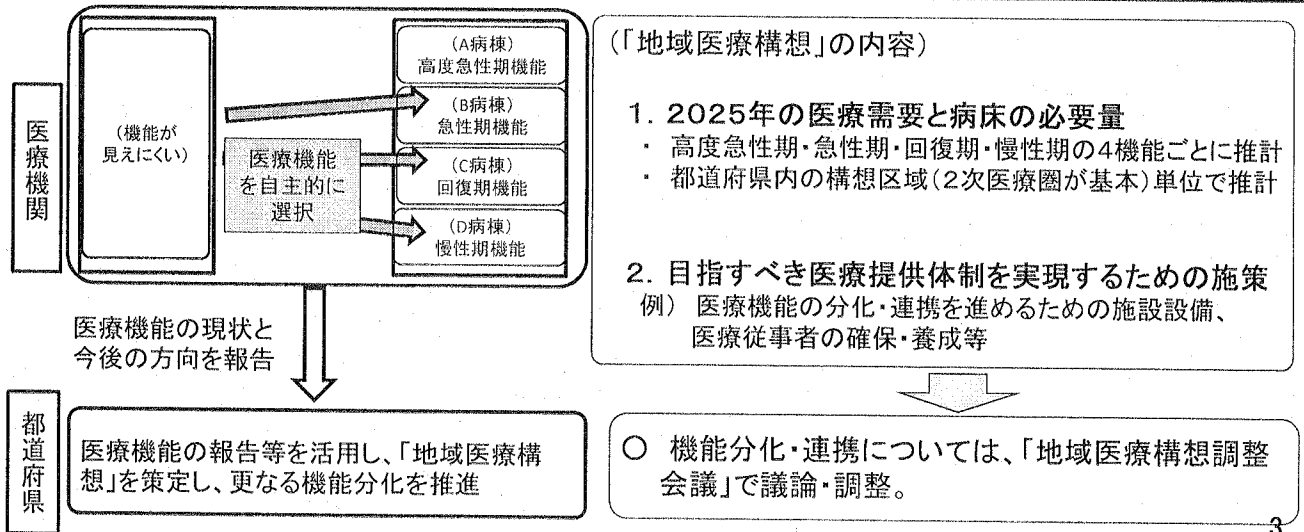 医療機関
(機能が
見えにくい)
医療機能
を自主的に
選択
(A病棟)
高度急性期機能
(B病棟)
急性期機能
(C病棟)
回復期機能
(D病棟)
慢性期機能
医療機能の現状と
今後の方向を報告
都道府県
医療機能の報告等を活用し、「地域医療構
想」を策定し、更なる機能分化を推進
(「地域医療構想」の内容)
1. 2025年の医療需要と病床の必要量
・ 高度急性期・急性期・回復期・慢性期の4機能ごとに推計
・ 都道府県内の構想区域(2次医療圏が基本)単位で推計
2. 目指すべき医療提供体制を実現するための施策
例) 医療機能の分化・連携を進めるための施設設備、
医療従事者の確保・養成等
○ 機能分化・連携については、「地域医療構想調整
会議」で議論・調整。
3